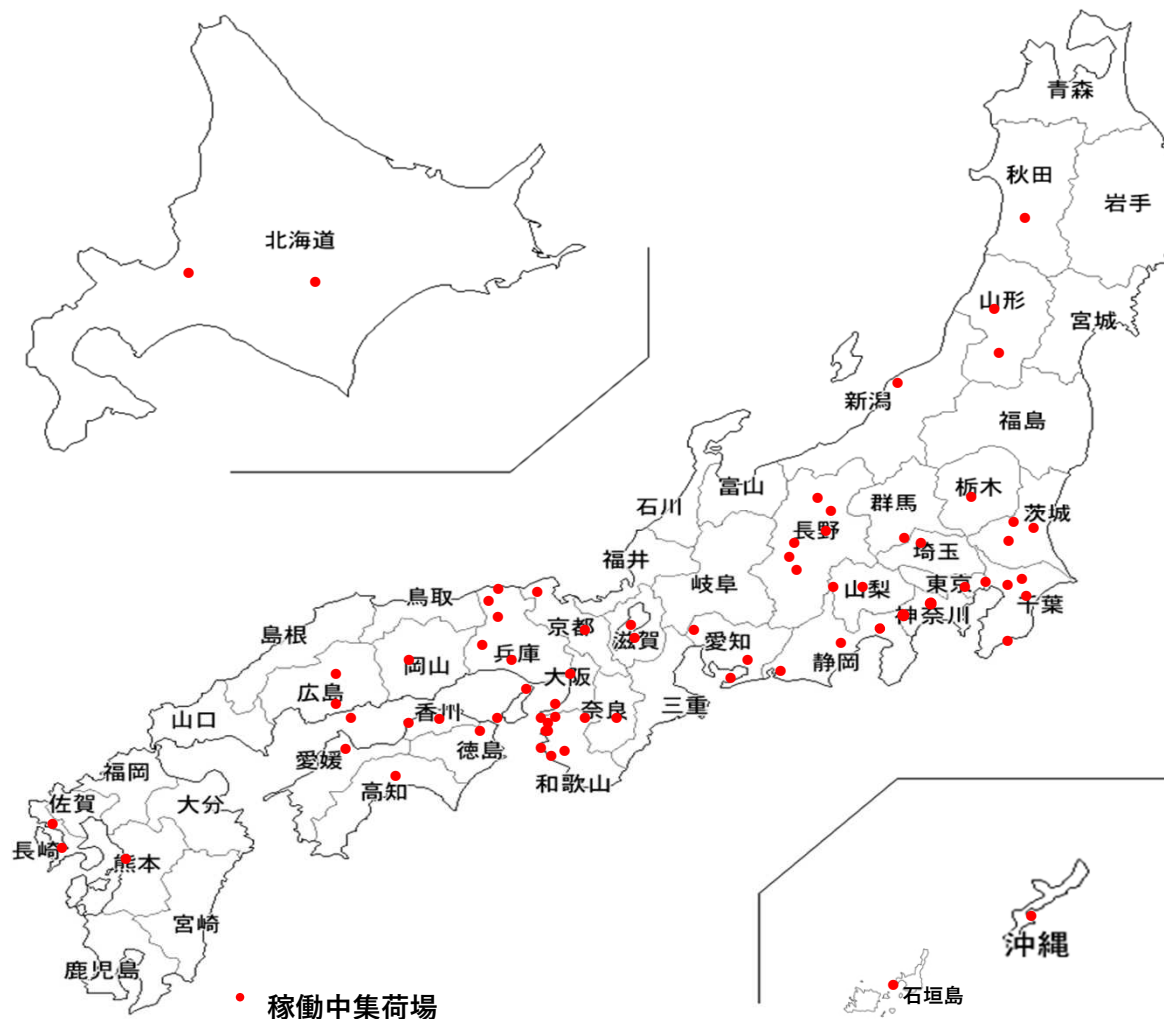 青森
秋田
岩手
北海道
山形
宮城
新潟
福島
富山
石川
群馬
栃木
茨城
長野
埼玉
福井
岐阜
山梨
東京
千葉
神奈川
鳥取
島根
京都
滋賀
愛知
静岡
兵庫
岡山
大阪
広島
奈良
三重
山口
香川
徳島
愛媛
和歌山
高知
福岡
佐賀
大分
長崎
熊本
宮崎
鹿児島
沖縄
石垣島
稼働中集荷場